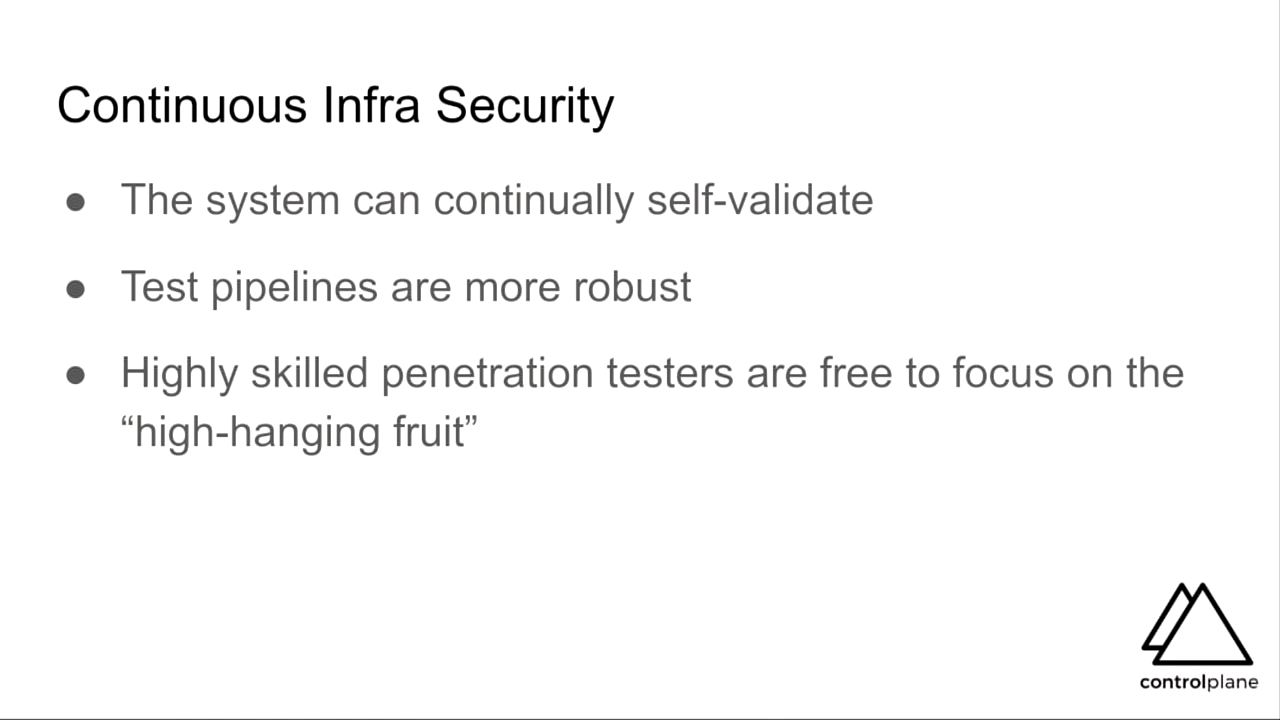 Continuous Infra Security
● The system can continually self-validate
● Test pipelines are more robust
● Highly skilled penetration testers are free to focus on the
“high-hanging fruit”
controlplane